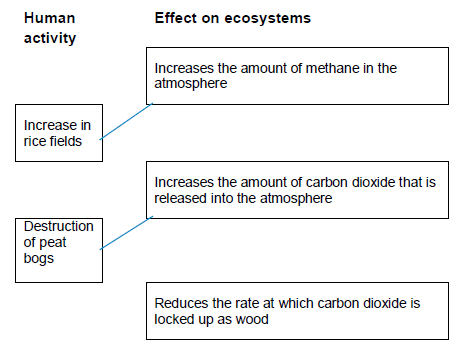 Human
activity
Effect on ecosystems
Increases the amount of methane in the
atmosphere
Increase in
rice fields
Increases the amount of carbon dioxide that is
released into the atmosphere
Destruction
of peat
bogs
Reduces the rate at which carbon dioxide is
locked up as wood